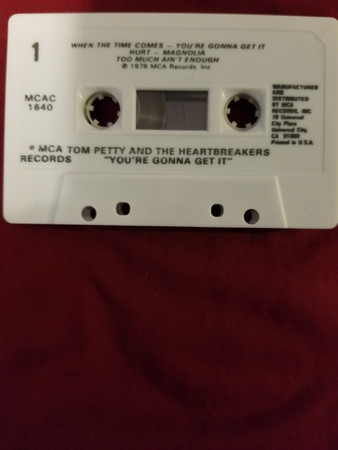 1
WHEN THE TIME COMES – YOU'RE GONNA GET IT
HURT – MAGNOLIA
TOO MUCH AIN'T ENOUGH
℗ 1978 MCA Records, Inc
MCAC
1640
MANUFACTURED
AND
DISTRIBUTED
BY MCA
RECORDS, INC
70 Universal
City Plaza
Universal City,
CA
Printed in U.S.A
MCA RECORDS
TOM PETTY AND THE HEARTBREAKERS
"YOU'RE GONNA GET IT"